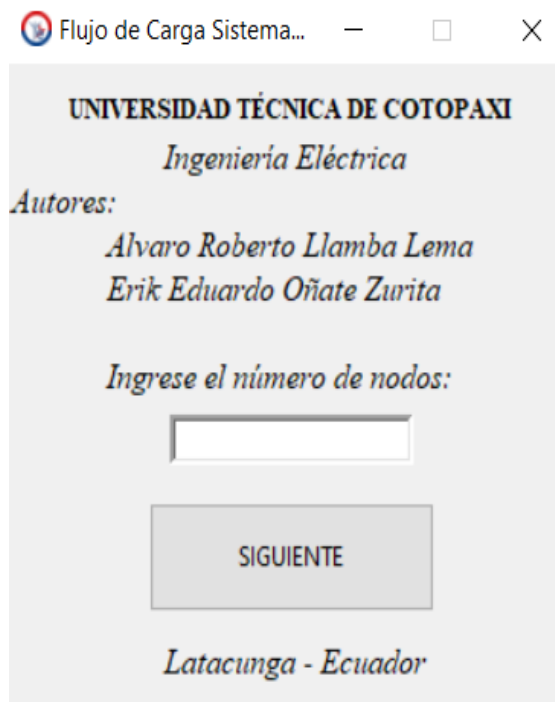 Flujo de Carga Sistema...
UNIVERSIDAD TÉCNICA DE COTOPAXI
Ingeniería Eléctrica
Autores:
Alvaro Roberto Llamba Lema
Erik Eduardo Oñate Zurita
Ingrese el número de nodos:
SIGUIENTE
Latacunga - Ecuador